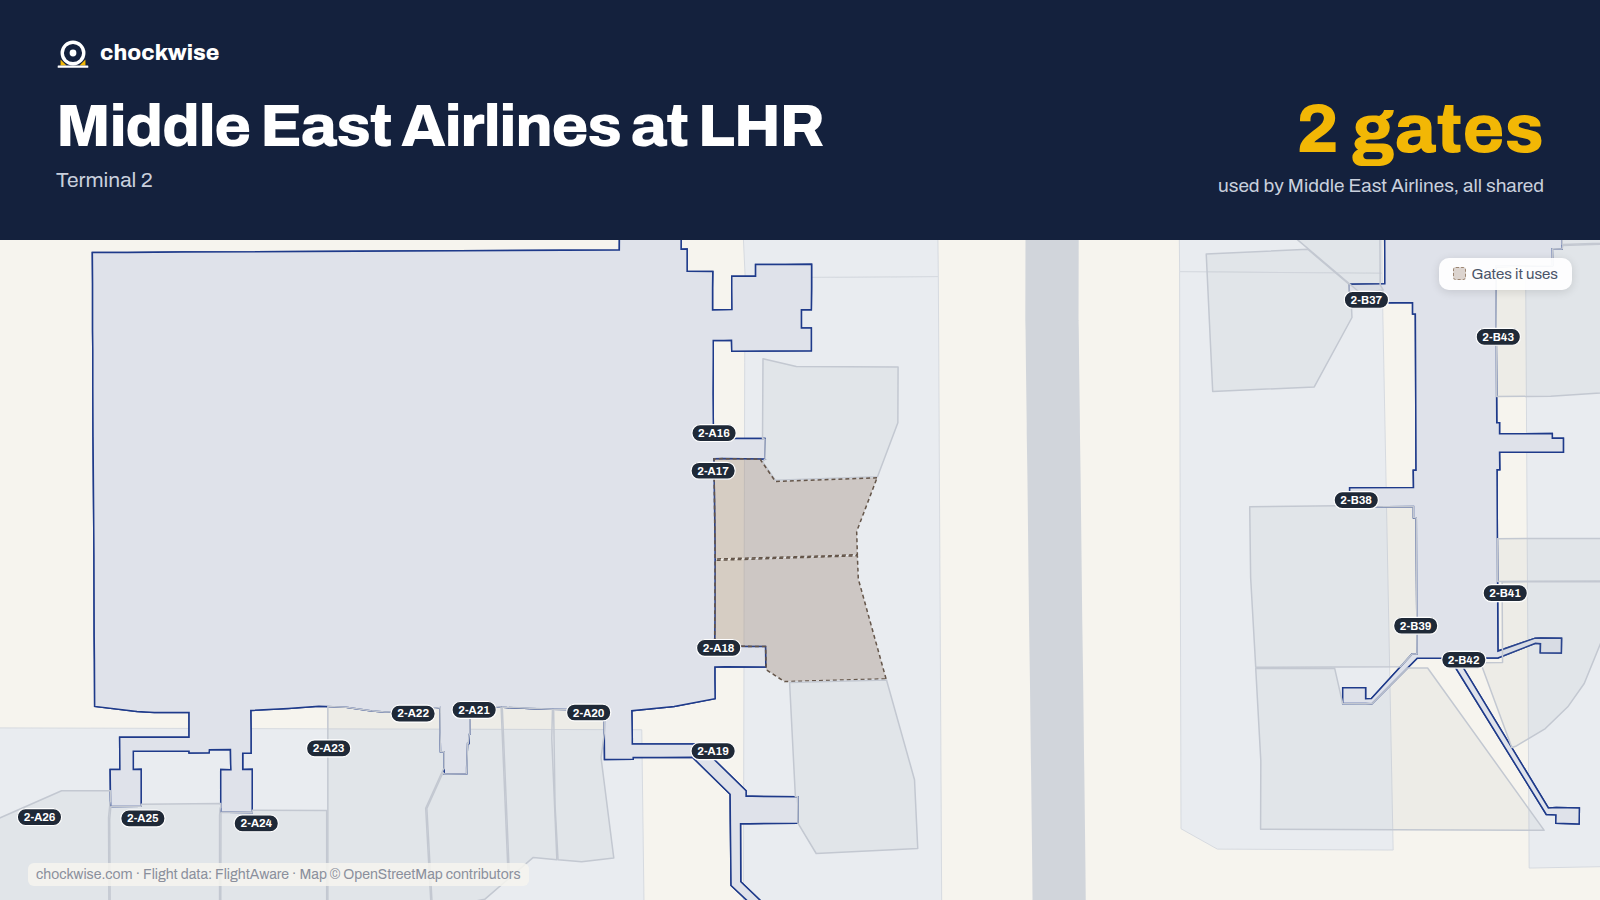 chockwise
Middle East Airlines at LHR
Terminal 2
2 gates
used by Middle East Airlines, all shared
Gates it uses
2-B37
2-B43
2-A16
2-A17
2-B38
2-B41
2-B39
2-A18
2-B42
2-A22
2-A21
2-A20
2-A23
2-A19
2-A26
2-A25
2-A24
chockwise.com · Flight data: FlightAware · Map © OpenStreetMap contributors